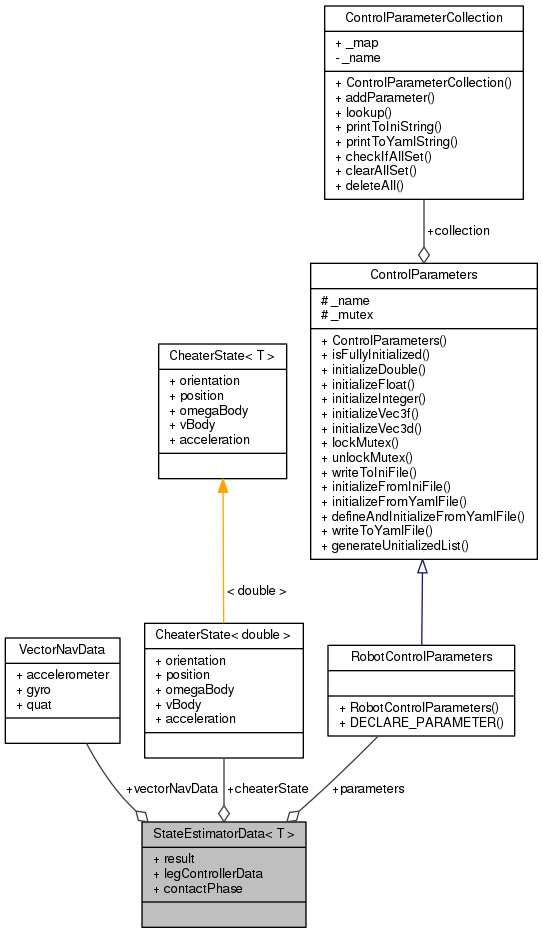 ControlParameterCollection
+ _map
- _name
+ ControlParameterCollection()
+ addParameter()
+ lookup()
+ printToIniString()
+ printToYamlString()
+ checkIfAllSet()
+ clearAllSet()
+ deleteAll()
+collection
ControlParameters
# _name
# _mutex
+ ControlParameters()
+ isFullyInitialized()
+ initializeDouble()
+ initializeFloat()
+ initializeInteger()
+ initializeVec3f()
+ initializeVec3d()
+ lockMutex()
+ unlockMutex()
+ writeToIniFile()
+ initializeFromIniFile()
+ initializeFromYamlFile()
+ defineAndInitializeFromYamlFile()
+ writeToYamlFile()
+ generateUnitializedList()
CheaterState< T >
+ orientation
+ position
+ omegaBody
+ vBody
+ acceleration
< double >
VectorNavData
+ accelerometer
+ gyro
+ quat
CheaterState< double >
+ orientation
+ position
+ omegaBody
+ vBody
+ acceleration
RobotControlParameters
+ RobotControlParameters()
+ DECLARE_PARAMETER()
+vectorNavData
+cheaterState
+parameters
StateEstimatorData< T >
+ result
+ legControllerData
+ contactPhase